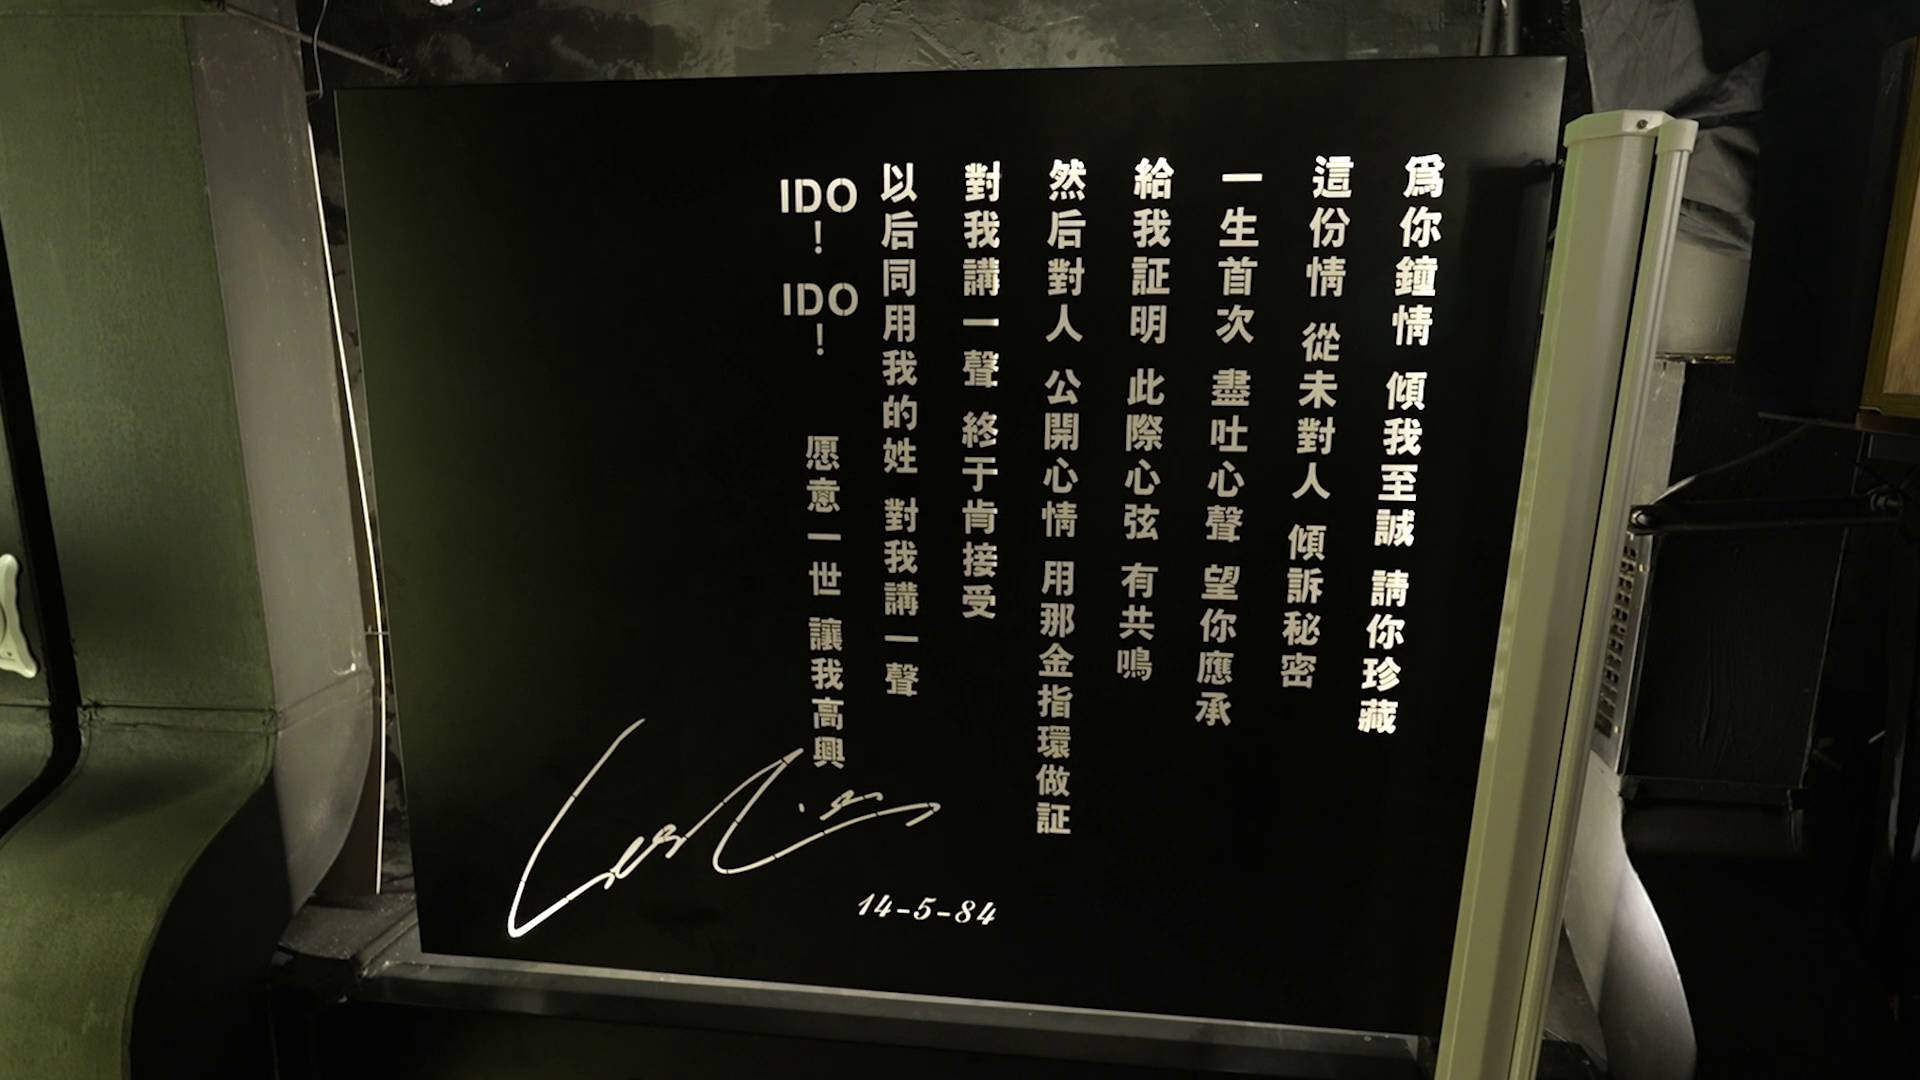 爲你鐘情 傾我至誠 請你珍藏
這份情 從未對人 傾訴秘密
一生首次 盡吐心聲 望你應承
給我証明 此際心弦 有共鳴
然后對人 公開心情 用那金指環做証
對我講一聲 終于肯接受
以后同用我的姓 對我講一聲
IDO! IDO! 愿意一世 讓我高興
Leslie
14-5-84